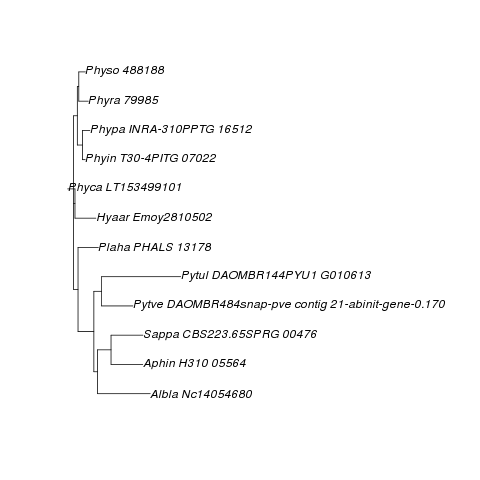 Physo 488188
Phyra 79985
Phypa INRA-310PPTG 16512
Phyin T30-4PITG 07022
Phyca LT153499101
Hyaar Emoy2810502
Plaha PHALS 13178
Pytul DAOMBR144PYU1 G010613
Pytve DAOMBR484snap-pve contig 21-abinit-gene-0.170
Sappa CBS223.65SPRG 00476
Aphin H310 05564
Albla Nc14054680